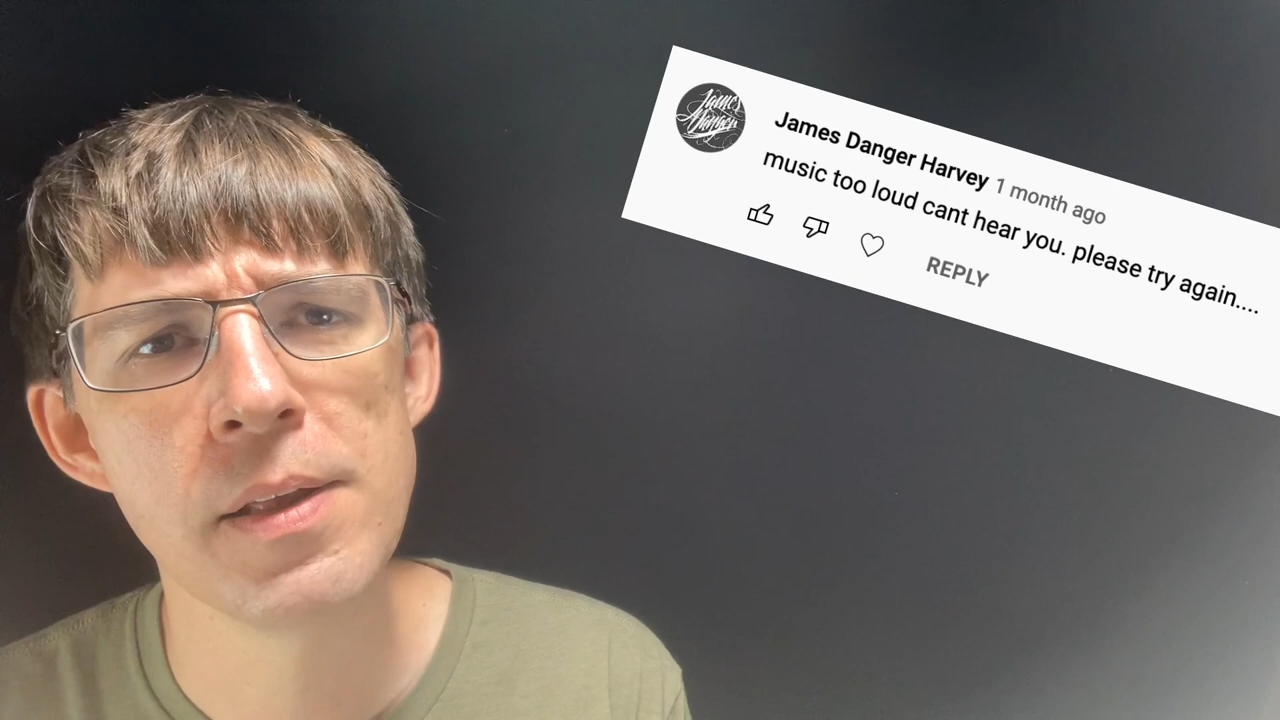 James Danger Harvey 1 month ago
music too loud cant hear you. please try again....
REPLY